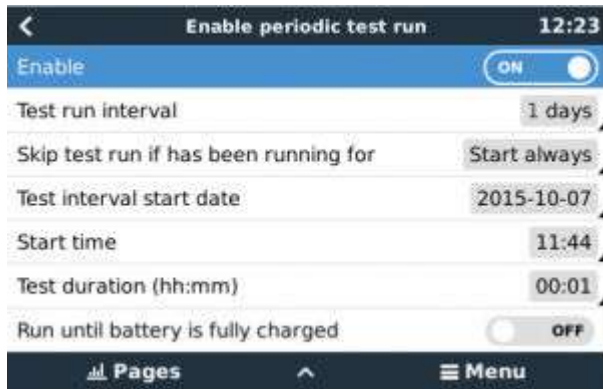 Enable periodic test run 12:23
Enable ON
Test run interval 1 days
Skip test run if has been running for Start always
Test interval start date 2015-10-07
Start time 11:44
Test duration (hh:mm) 00:01
Run until battery is fully charged OFF
Pages Menu